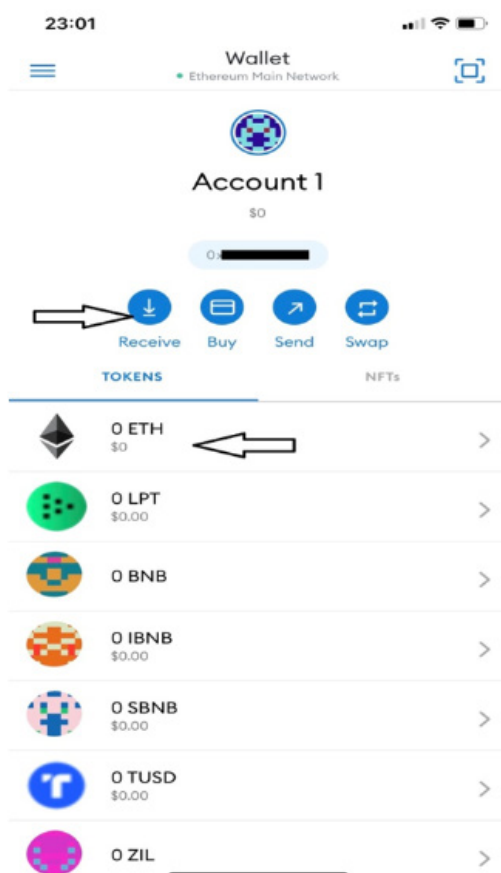 23:01
Wallet
Ethereum Main Network
Account 1
$0
0x
Receive Buy Send Swap
TOKENS NFTs
0 ETH
$0
0 LPT
$0.00
0 BNB
0 IBNB
$0.00
0 SBNB
$0.00
0 TUSD
$0.00
0 ZIL